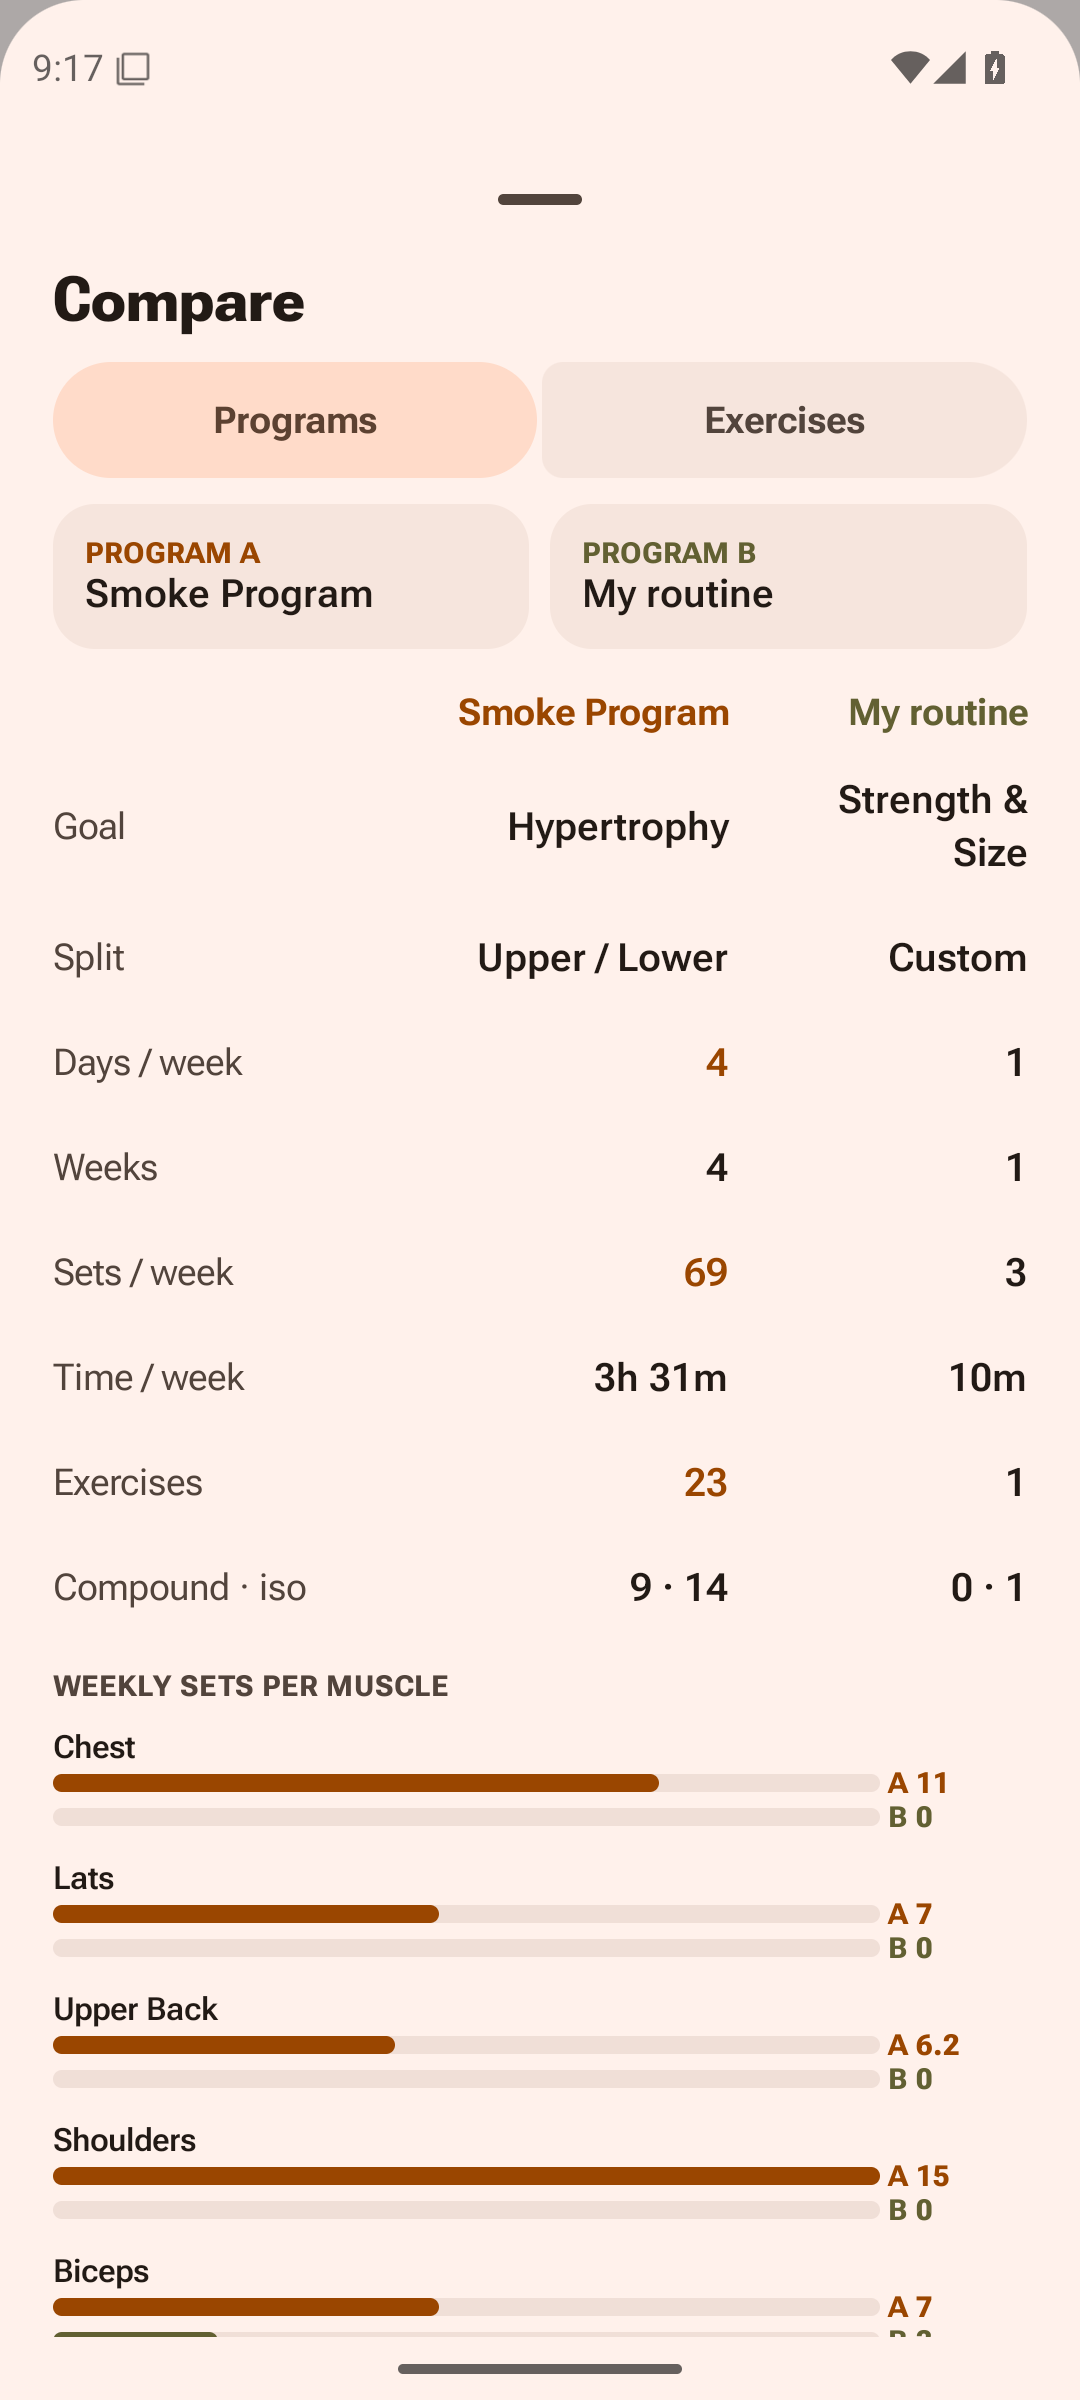 9:17
Compare
Programs
Exercises
PROGRAM A
Smoke Program
PROGRAM B
My routine
Smoke Program
My routine
Goal
Hypertrophy
Strength &
Size
Split
Upper / Lower
Custom
Days / week
4
1
Weeks
4
1
Sets / week
69
3
Time / week
3h 31m
10m
Exercises
23
1
Compound · iso
9 · 14
0 · 1
WEEKLY SETS PER MUSCLE
Chest
A 11
B 0
Lats
A 7
B 0
Upper Back
A 6.2
B 0
Shoulders
A 15
B 0
Biceps
A 7